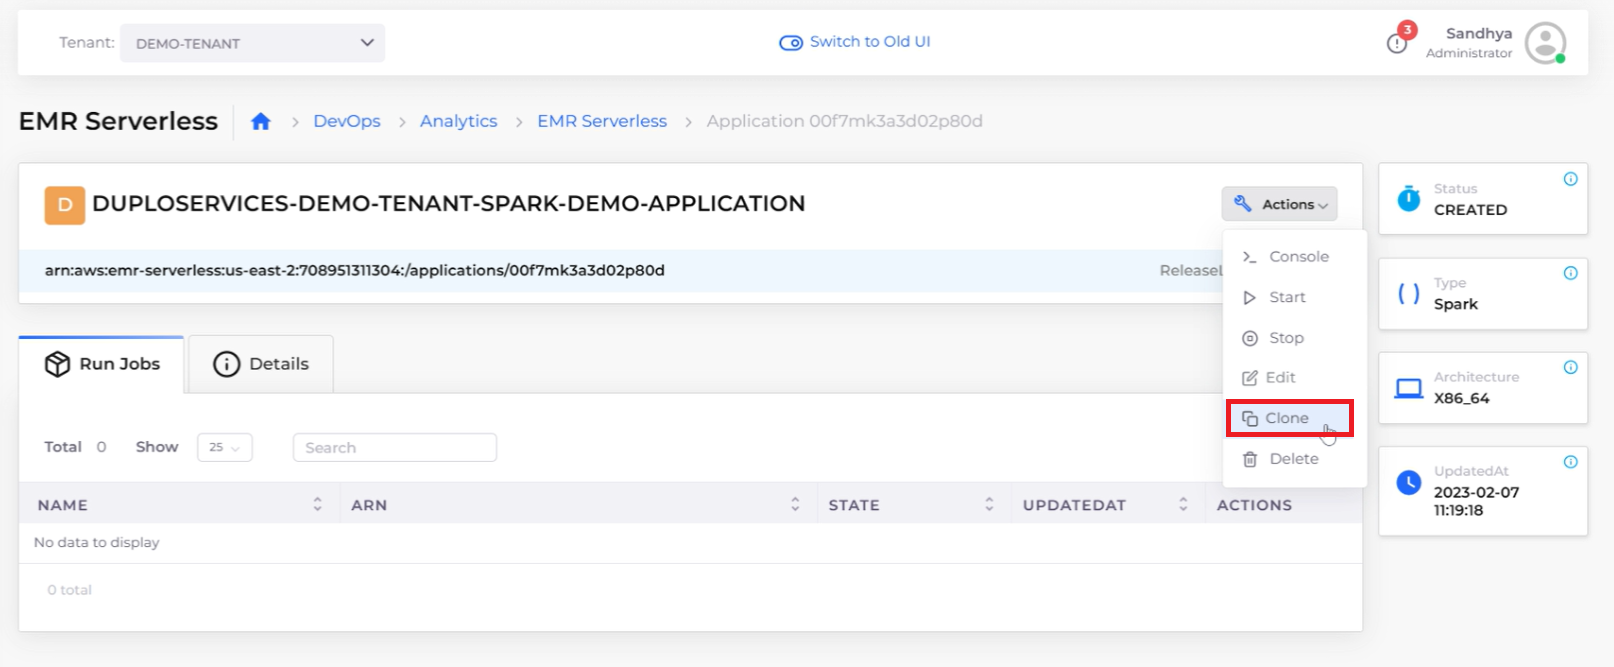 Tenant: DEMO-TENANT
Switch to Old UI
3
Sandhya
Administrator
EMR Serverless
DevOps > Analytics > EMR Serverless > Application 00f7mk3a3d02p80d
D DUPLOSERVICES-DEMO-TENANT-SPARK-DEMO-APPLICATION
Actions
arn:aws:emr-serverless:us-east-2:708951311304:/applications/00f7mk3a3d02p80d
Console
Start
Stop
Edit
Clone
Delete
Status
CREATED
Type
Spark
Architecture
X86_64
UpdatedAt
2023-02-07
11:19:18
Run Jobs
Details
Total 0 Show 25 Search
NAME ARN STATE UPDATEDAT ACTIONS
No data to display
0 total